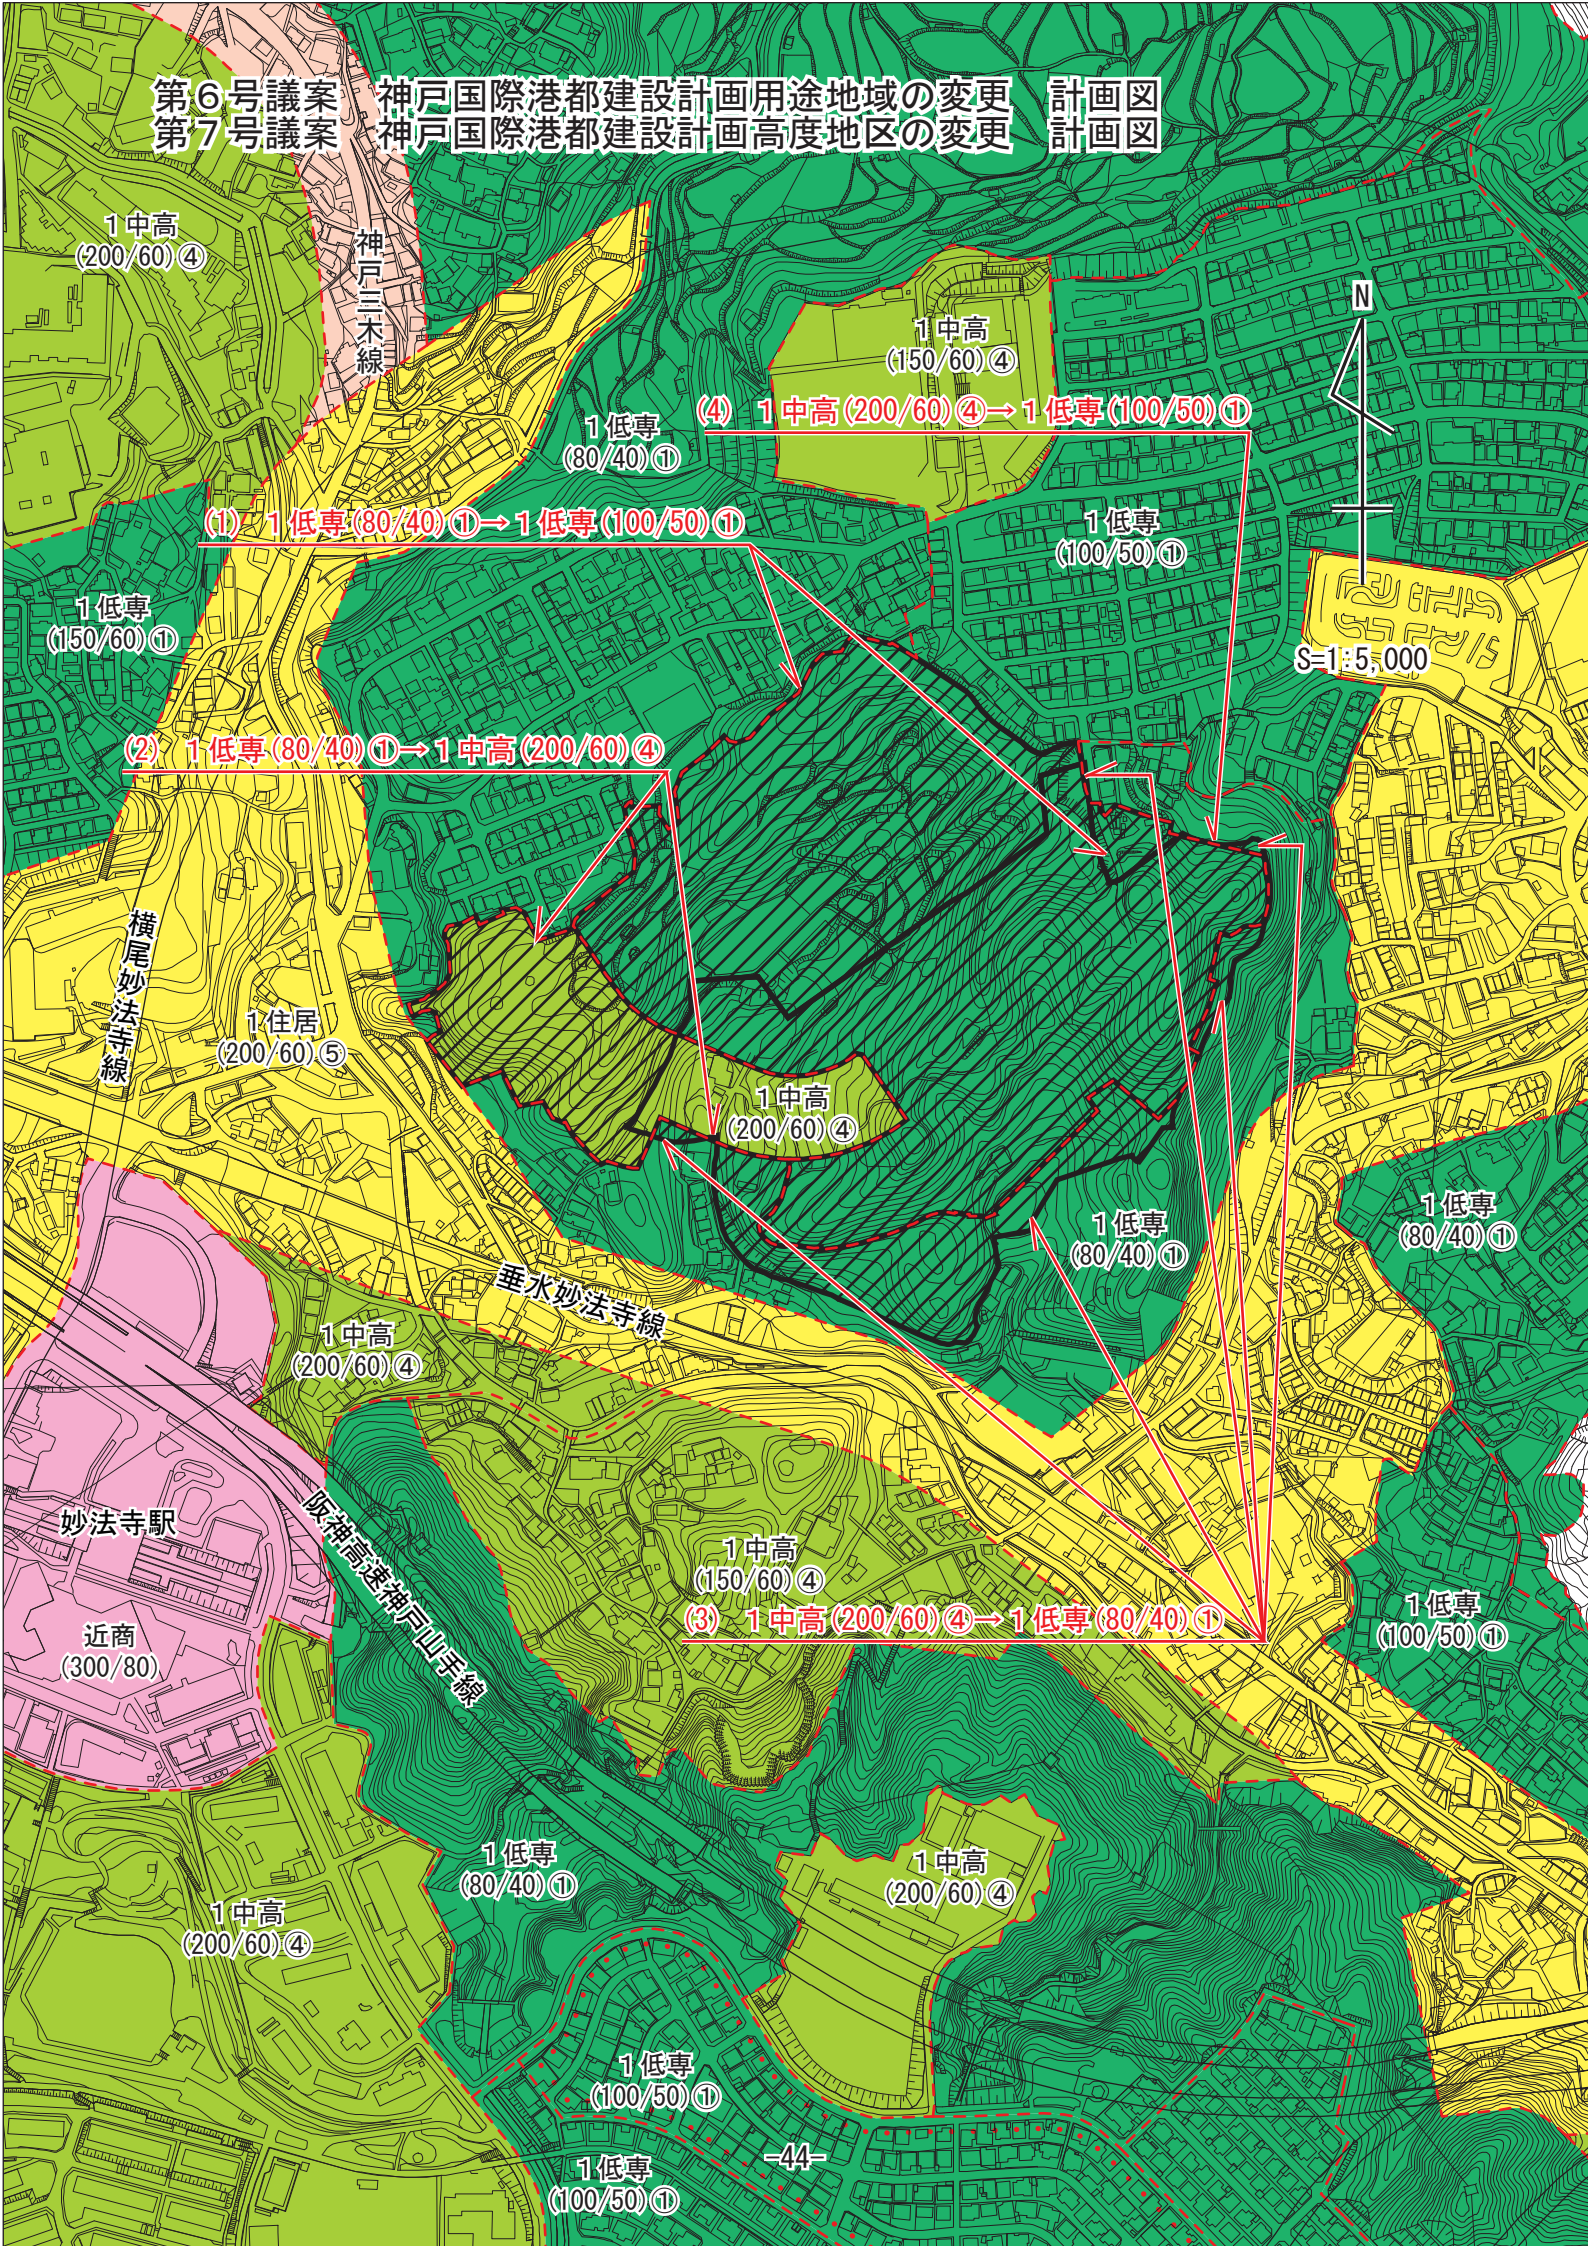 第６号議案　神戸国際港都建設計画用途地域の変更　計画図
第７号議案　神戸国際港都建設計画高度地区の変更　計画図
１中高
(200/60)④
神戸三木線
N
１中高
(150/60)④
(4)　１中高(200/60)④→１低専(100/50)①
１低専
(80/40)①
(1)　１低専(80/40)①→１低専(100/50)①
１低専
(100/50)①
１低専
(150/60)①
S=1:5,000
(2)　１低専(80/40)①→１中高(200/60)④
横尾妙法寺線
１住居
(200/60)⑤
１中高
(200/60)④
１低専
(80/40)①
１低専
(80/40)①
垂水妙法寺線
１中高
(200/60)④
妙法寺駅
阪神高速神戸山手線
１中高
(150/60)④
(3)　１中高(200/60)④→１低専(80/40)①
１低専
(100/50)①
近商
(300/80)
１低専
(80/40)①
１中高
(200/60)④
１中高
(200/60)④
１低専
(100/50)①
-44-
１低専
(100/50)①